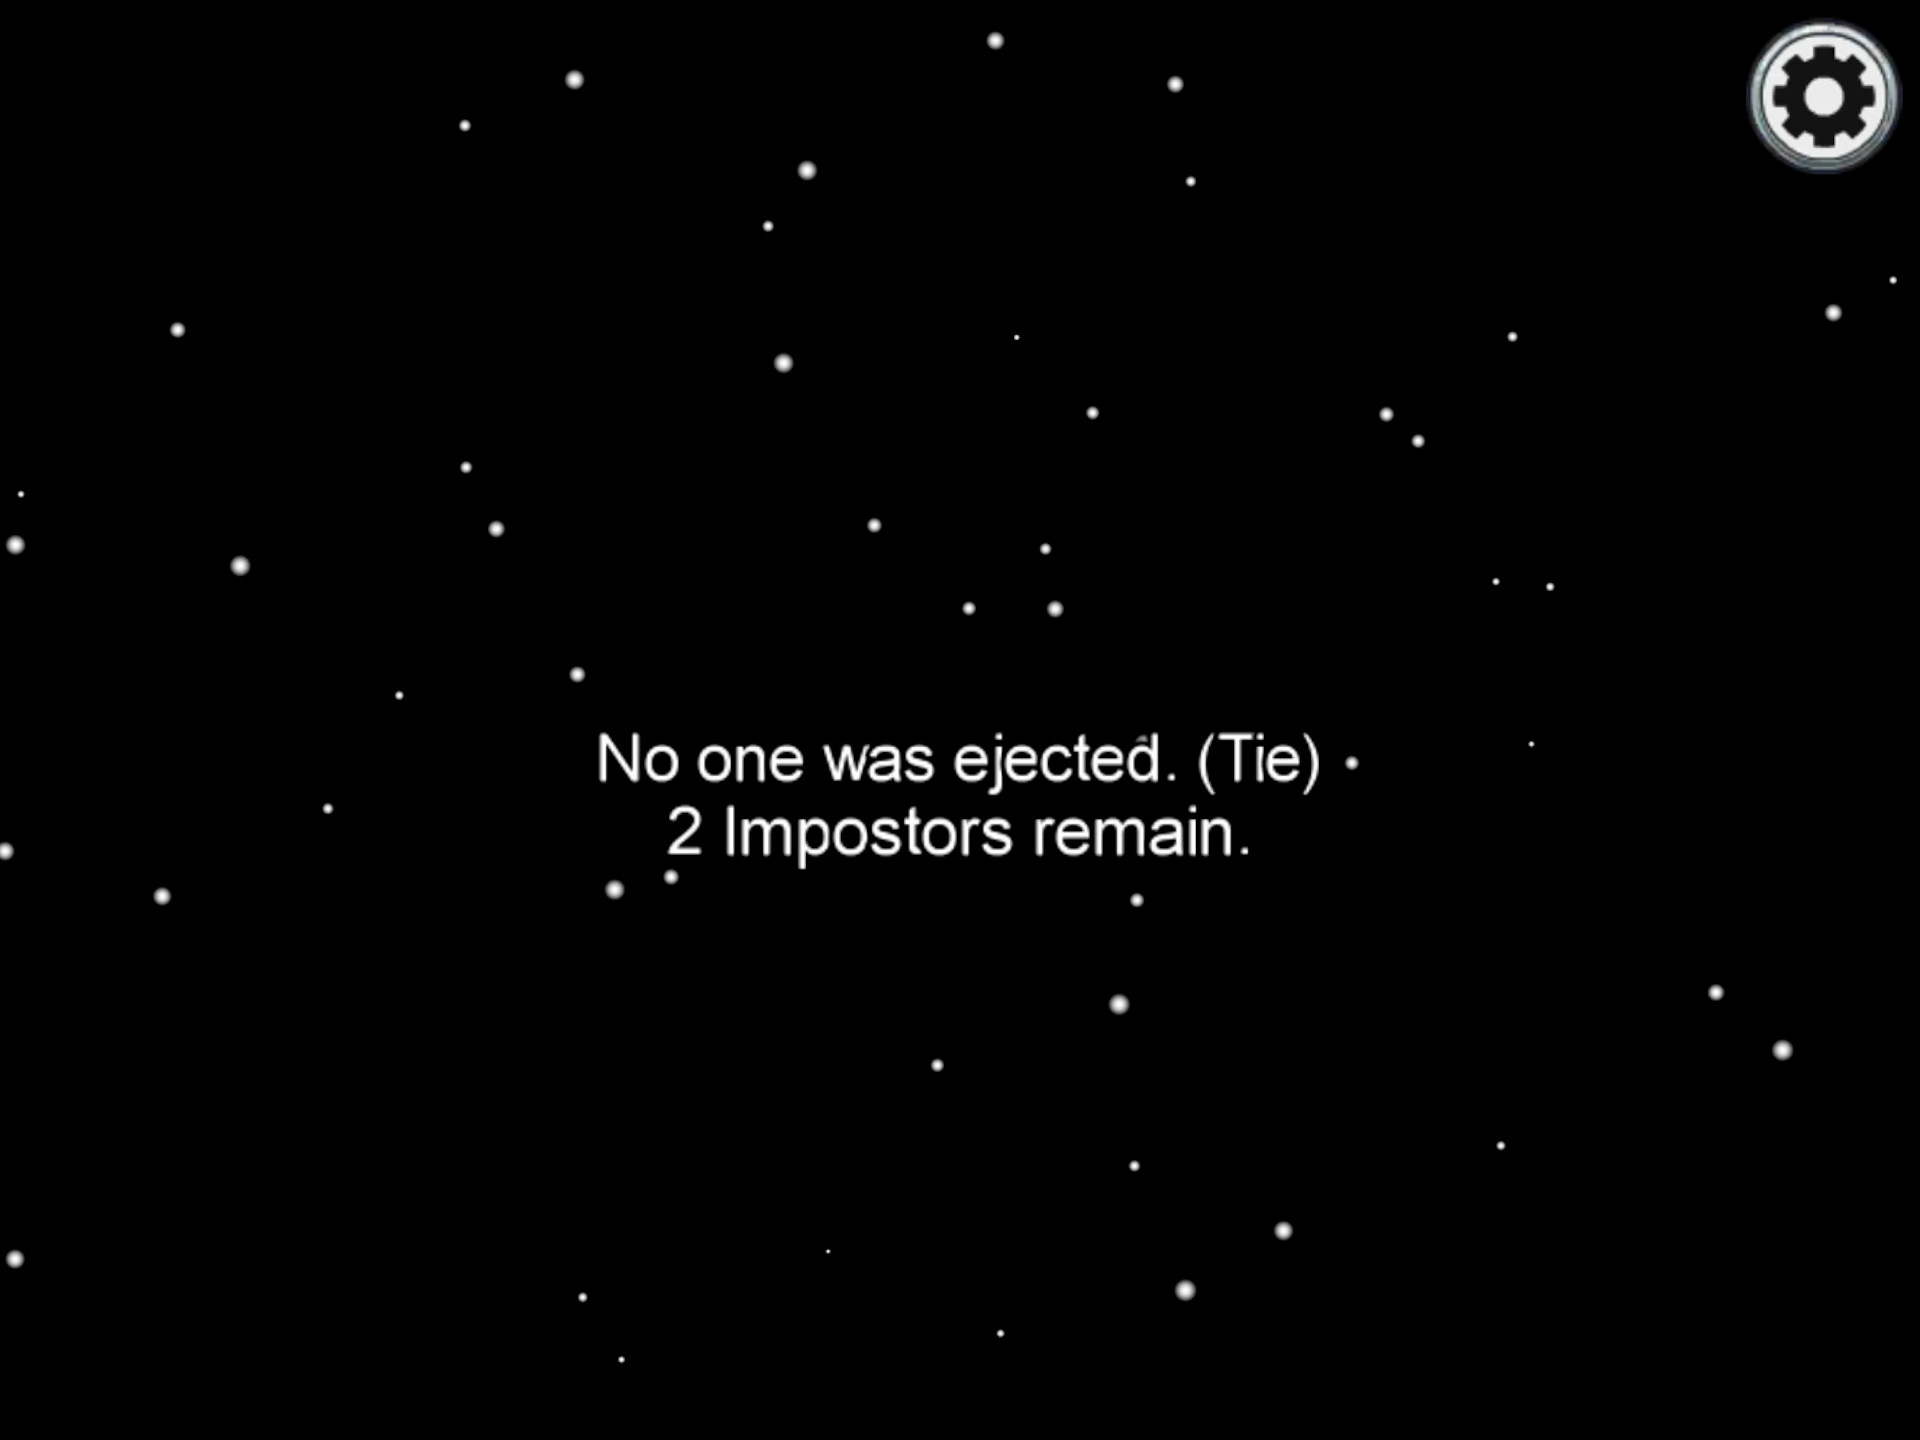 No one was ejected. (Tie)
2 Impostors remain.